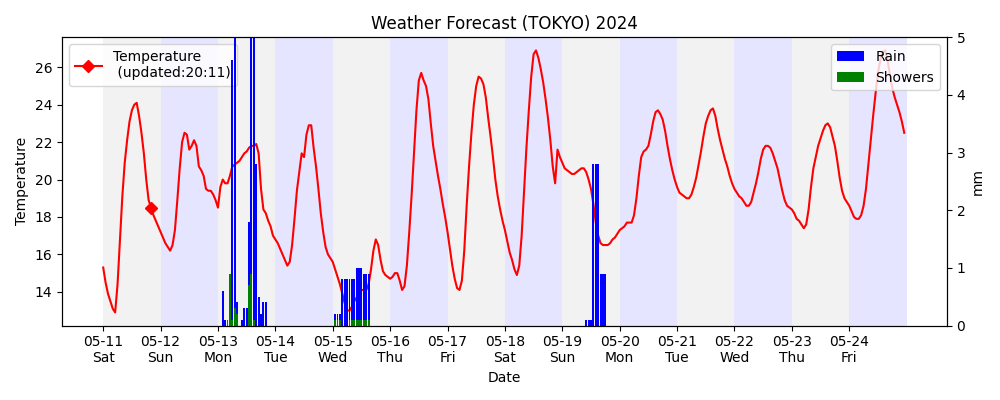 Weather Forecast (TOKYO) 2024
Temperature
(updated:20:11)
Rain
Showers
Temperature
26
24
22
20
18
16
14
5
4
3
2
1
0
mm
05-11 05-12 05-13 05-14 05-15 05-16 05-17 05-18 05-19 05-20 05-21 05-22 05-23 05-24
Sat Sun Mon Tue Wed Thu Fri Sat Sun Mon Tue Wed Thu Fri
Date